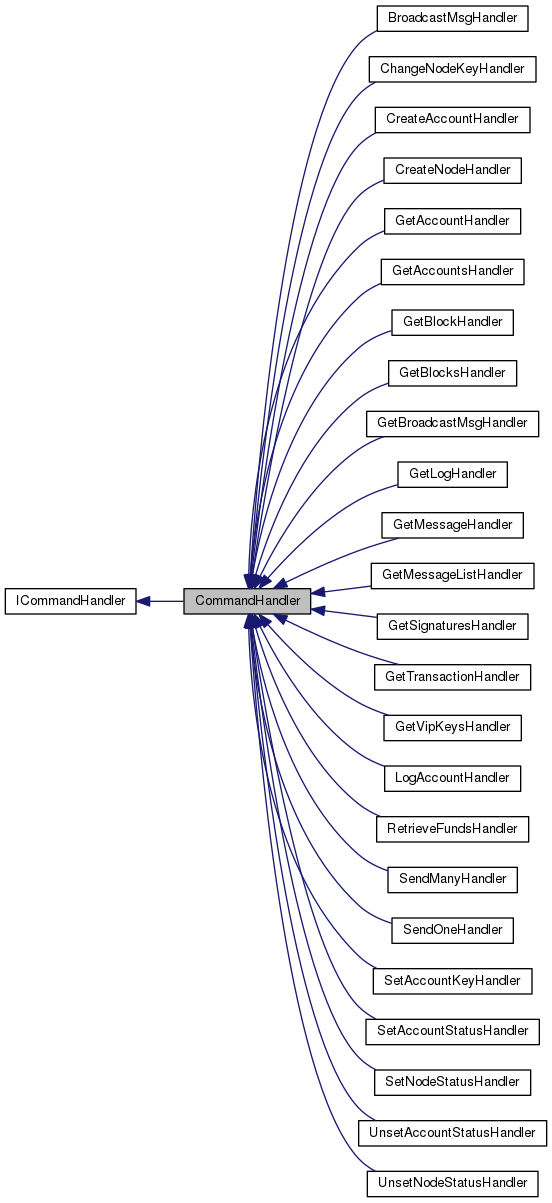 BroadcastMsgHandler
ChangeNodeKeyHandler
CreateAccountHandler
CreateNodeHandler
GetAccountHandler
GetAccountsHandler
GetBlockHandler
GetBlocksHandler
GetBroadcastMsgHandler
GetLogHandler
GetMessageHandler
GetMessageListHandler
ICommandHandler
CommandHandler
GetSignaturesHandler
GetTransactionHandler
GetVipKeysHandler
LogAccountHandler
RetrieveFundsHandler
SendManyHandler
SendOneHandler
SetAccountKeyHandler
SetAccountStatusHandler
SetNodeStatusHandler
UnsetAccountStatusHandler
UnsetNodeStatusHandler